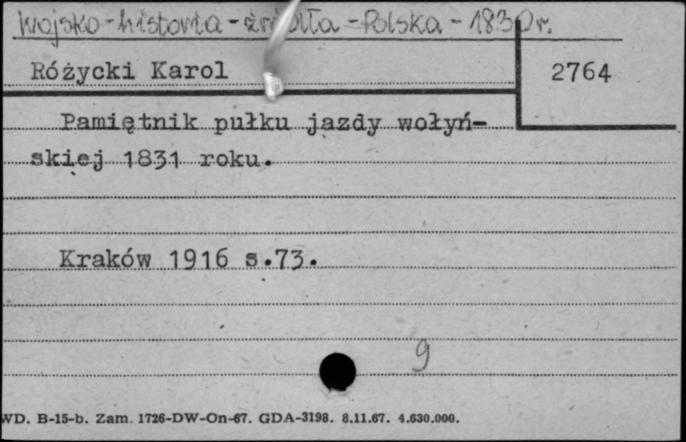 Wojsko-historia-źródła-Polska-1830r.
Różycki Karol
2764
Pamiętnik pułku jazdy wołyń-
skiej 1831 roku.
Kraków 1916 s.73.
9
WD. B-15-b. Zam. 1726-DW-On-67. GDA-3198. 8.11.67. 4.630.000.